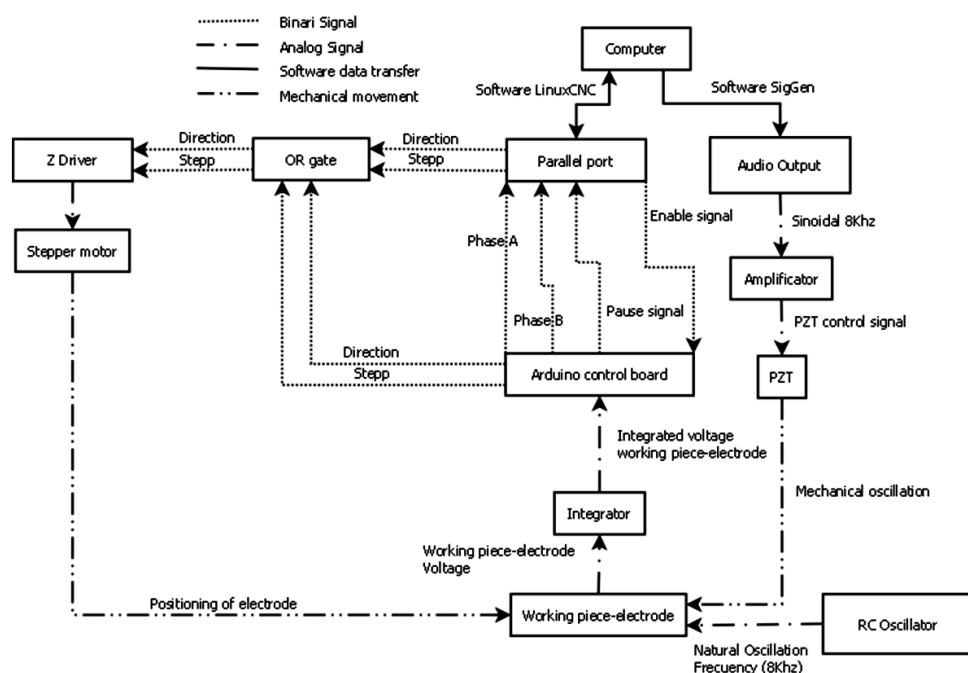 Binari Signal
Analog Signal
Software data transfer
Mechanical movement
Computer
Software LinuxCNC
Software SigGen
Z Driver
Direction
Stepp
OR gate
Direction
Stepp
Parallel port
Audio Output
Enable signal
Sinoidal 8Khz
Phase A
Stepper motor
Amplificator
Phase B
Pause signal
PZT control signal
Direction
Stepp
Arduino control board
PZT
Integrated voltage
working piece-electrode
Mechanical oscillation
Integrator
Working piece-electrode
Voltage
Positioning of electrode
Working piece-electrode
RC Oscillator
Natural Oscillation
Frecuency (8Khz)